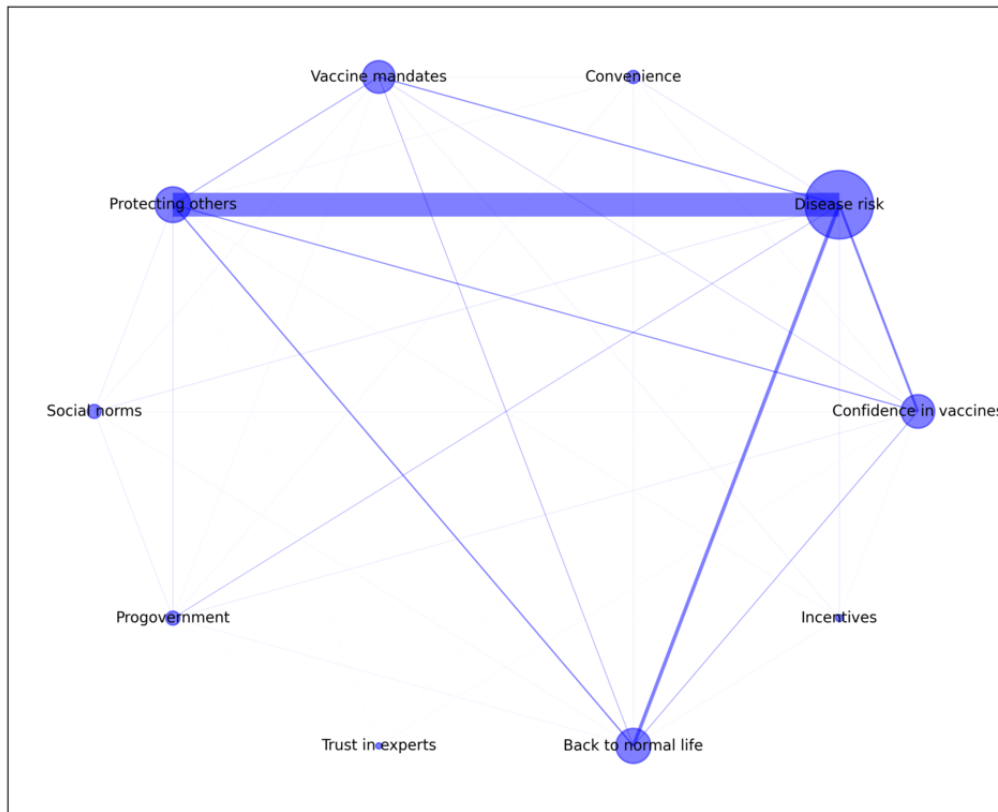 Vaccine mandates
Convenience
Protecting others
Disease risk
Social norms
Confidence in vaccines
Progovernment
Incentives
Trust in experts
Back to normal life